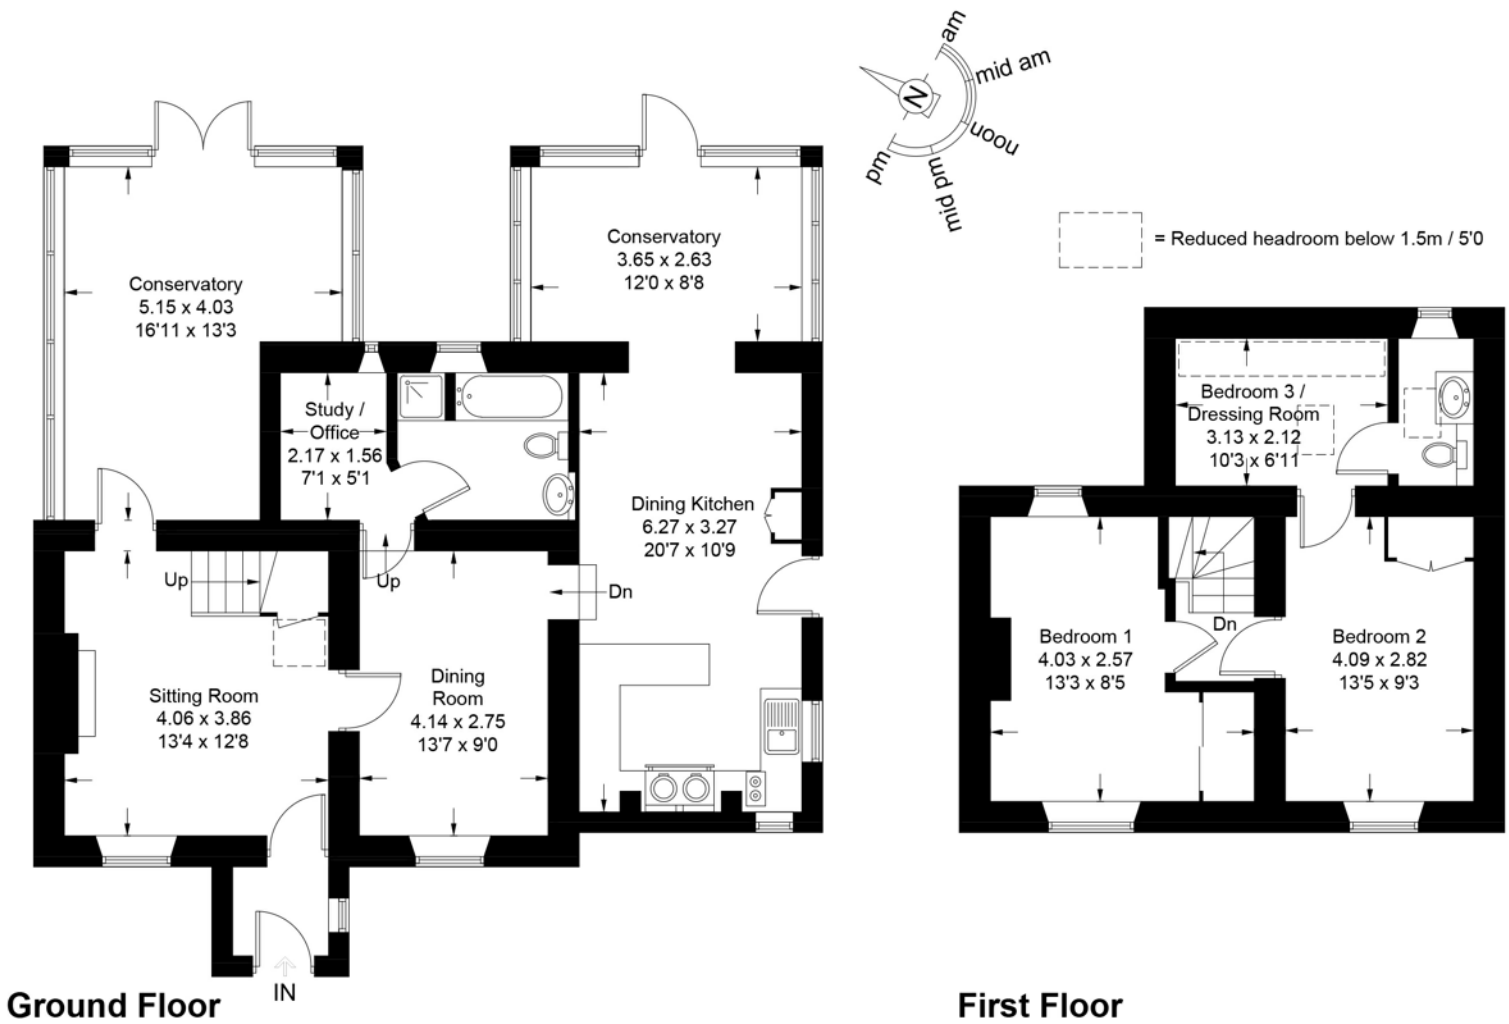 am
mid am
N
noon
mid pm
pm
= Reduced headroom below 1.5m / 5'0
Conservatory
5.15 x 4.03
16'11 x 13'3
Conservatory
3.65 x 2.63
12'0 x 8'8
Study /
Office
2.17 x 1.56
7'1 x 5'1
Dining Kitchen
6.27 x 3.27
20'7 x 10'9
Up
Up
Dn
Sitting Room
4.06 x 3.86
13'4 x 12'8
Dining
Room
4.14 x 2.75
13'7 x 9'0
IN
Ground Floor
Bedroom 3 /
Dressing Room
3.13 x 2.12
10'3 x 6'11
Dn
Bedroom 1
4.03 x 2.57
13'3 x 8'5
Bedroom 2
4.09 x 2.82
13'5 x 9'3
First Floor